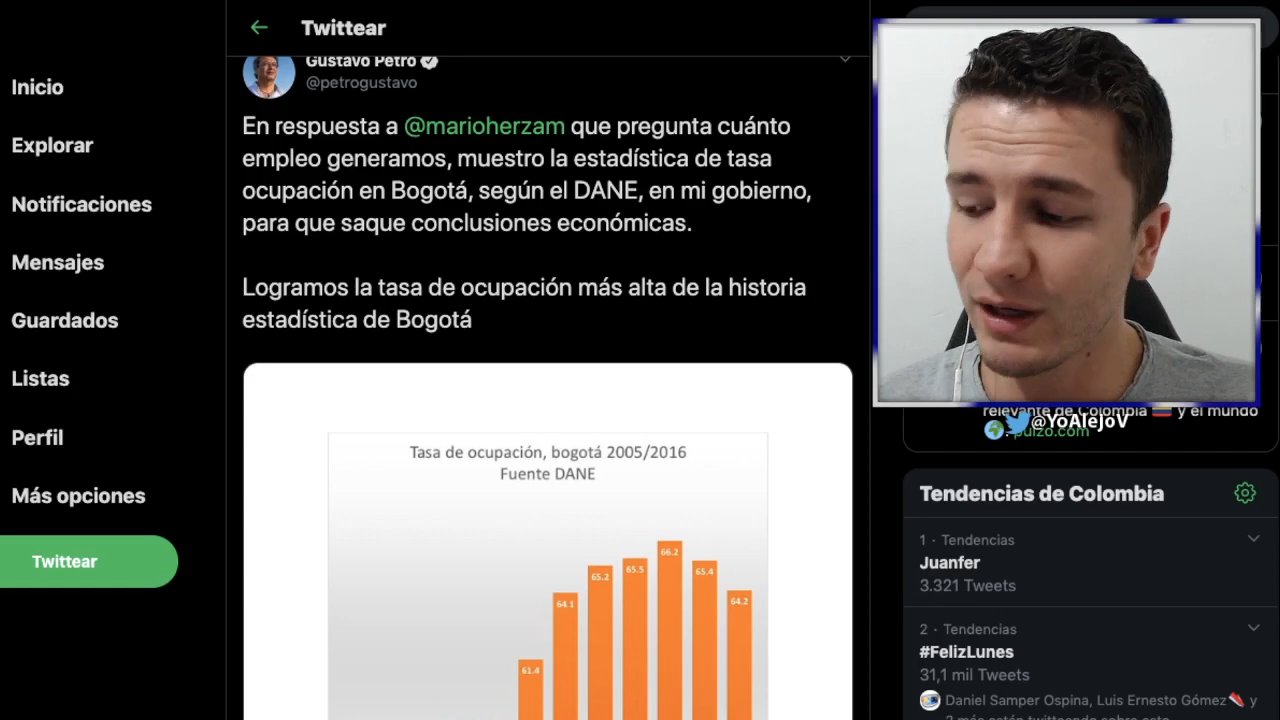 Twittear
Inicio
Explorar
Notificaciones
Mensajes
Guardados
Listas
Perfil
Más opciones
Twittear
Gustavo Petro
@petrogustavo
En respuesta a @marioherzam que pregunta cuánto
empleo generamos, muestro la estadística de tasa
ocupación en Bogotá, según el DANE, en mi gobierno,
para que saque conclusiones económicas.
Logramos la tasa de ocupación más alta de la historia
estadística de Bogotá
Tasa de ocupación, bogotá 2005/2016
Fuente DANE
61.4
64.1
65.2
65.5
66.2
65.4
64.2
relevante de Colombia y el mundo
@YoAlejoV
pulzo.com
Tendencias de Colombia
1 · Tendencias
Juanfer
3.321 Tweets
2 · Tendencias
#FelizLunes
31,1 mil Tweets
Daniel Samper Ospina, Luis Ernesto Gómez y